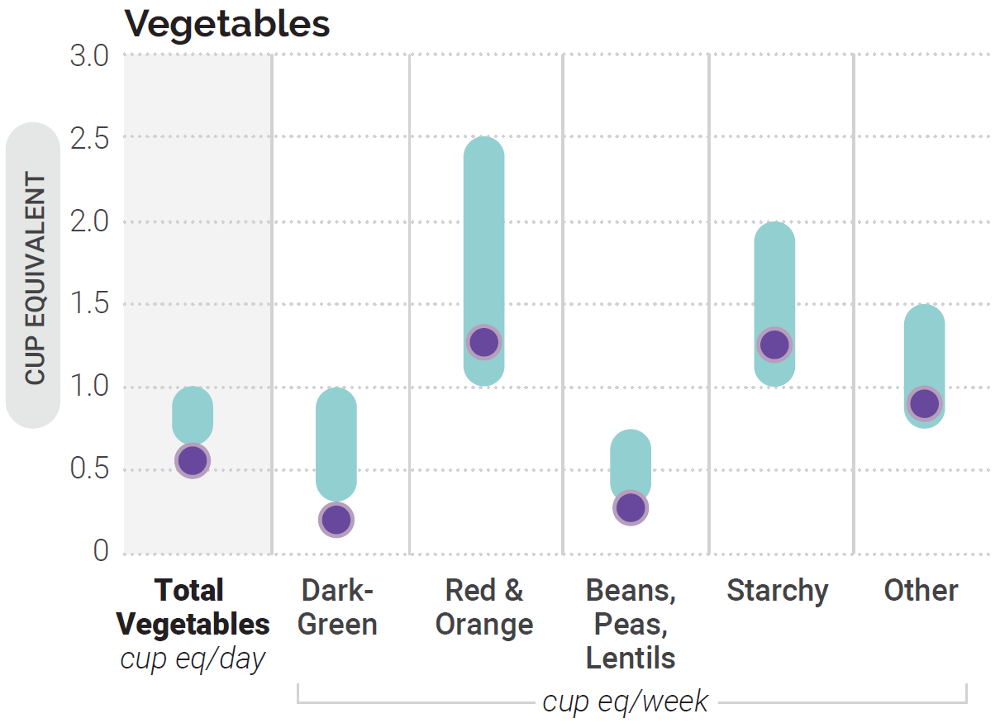 Vegetables
CUP EQUIVALENT
3.0
2.5
2.0
1.5
1.0
0.5
0
Total
Vegetables
cup eq/day
Dark-
Green
Red &
Orange
Beans,
Peas,
Lentils
Starchy
Other
cup eq/week